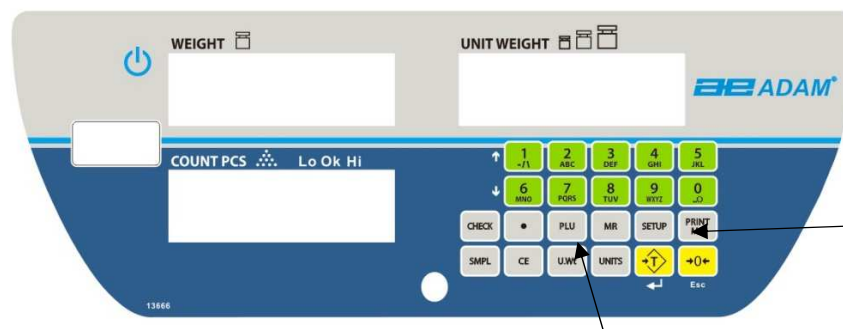 WEIGHT
UNIT WEIGHT
ae ADAM®
COUNT PCS Lo Ok Hi
1 2 3 4 5
-/\ ABC DEF GHI JKL
6 7 8 9 0
MNO PQRS TUV WXYZ
CHECK • PLU MR SETUP PRINT
SMPL CE U.Wt UNITS T 0
Esc
13666